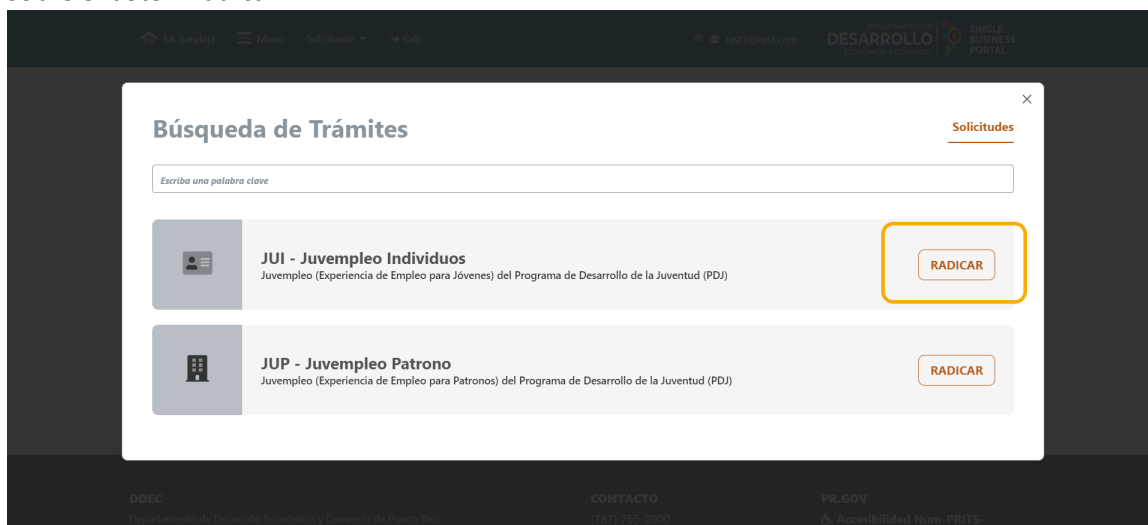 Mi Bandeja Menú Solicitante Salir test1@test.com DEPARTAMENTO DE DESARROLLO ECONÓMICO Y COMERCIO SINGLE BUSINESS PORTAL
Búsqueda de Trámites
Solicitudes
Escriba una palabra clave
JUI - Juvempleo Individuos
Juvempleo (Experiencia de Empleo para Jóvenes) del Programa de Desarrollo de la Juventud (PDJ)
RADICAR
JUP - Juvempleo Patrono
Juvempleo (Experiencia de Empleo para Patronos) del Programa de Desarrollo de la Juventud (PDJ)
RADICAR
DDEC CONTACTO PR.GOV
Departamento de Desarrollo Económico y Comercio de Puerto Rico (787) 765-2900 Accesibilidad Núm-PRITS-